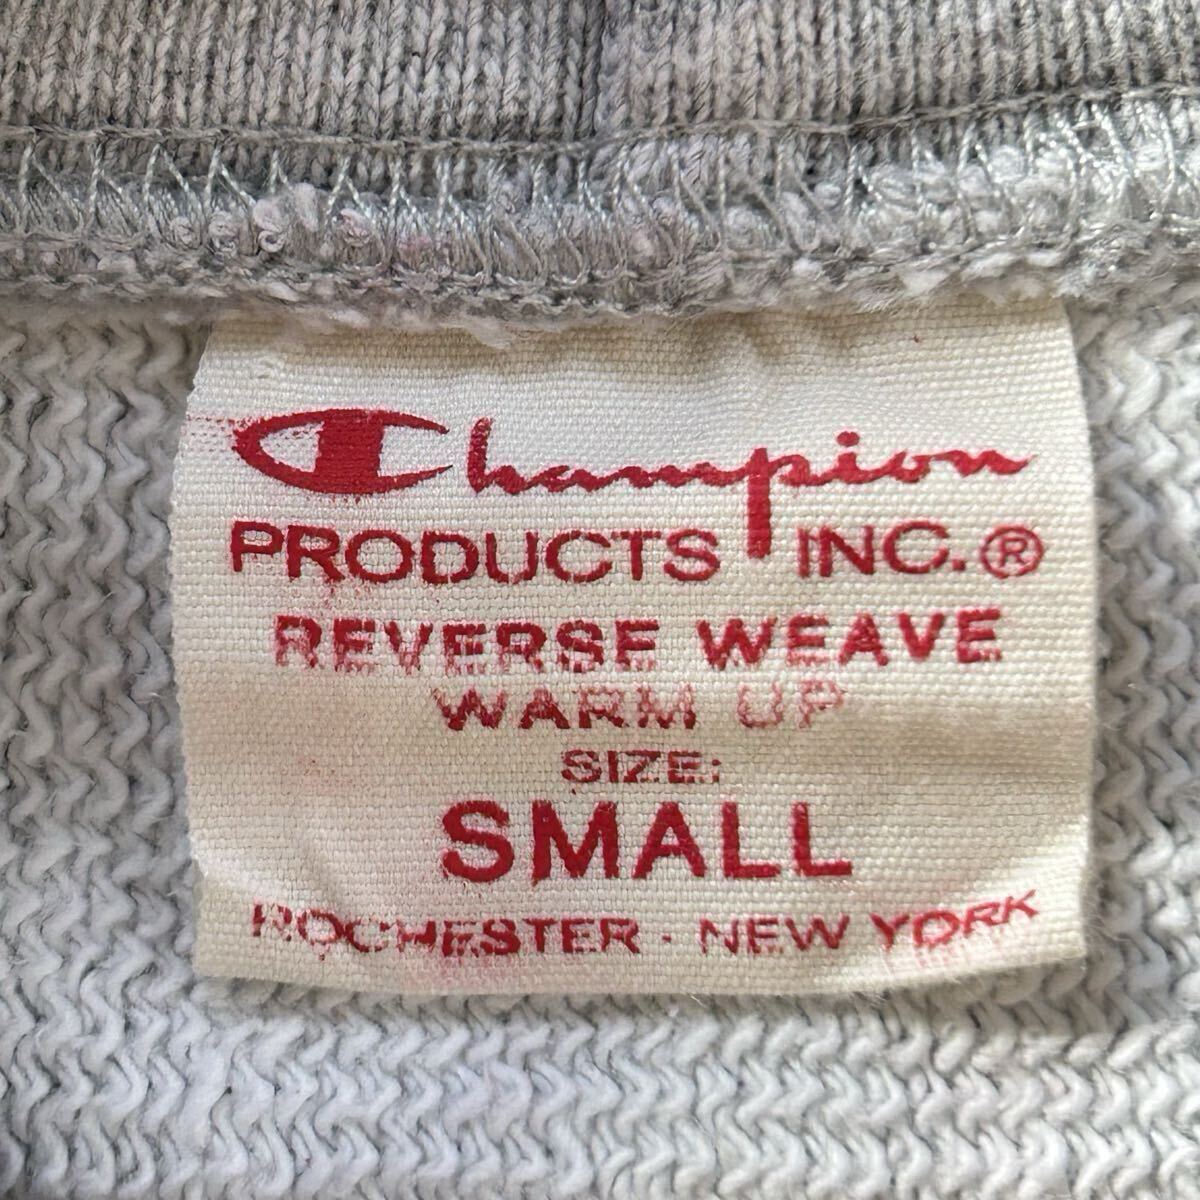 Champion
PRODUCTS INC.®
REVERSE WEAVE
WARM UP
SIZE:
SMALL
ROCHESTER · NEW YORK